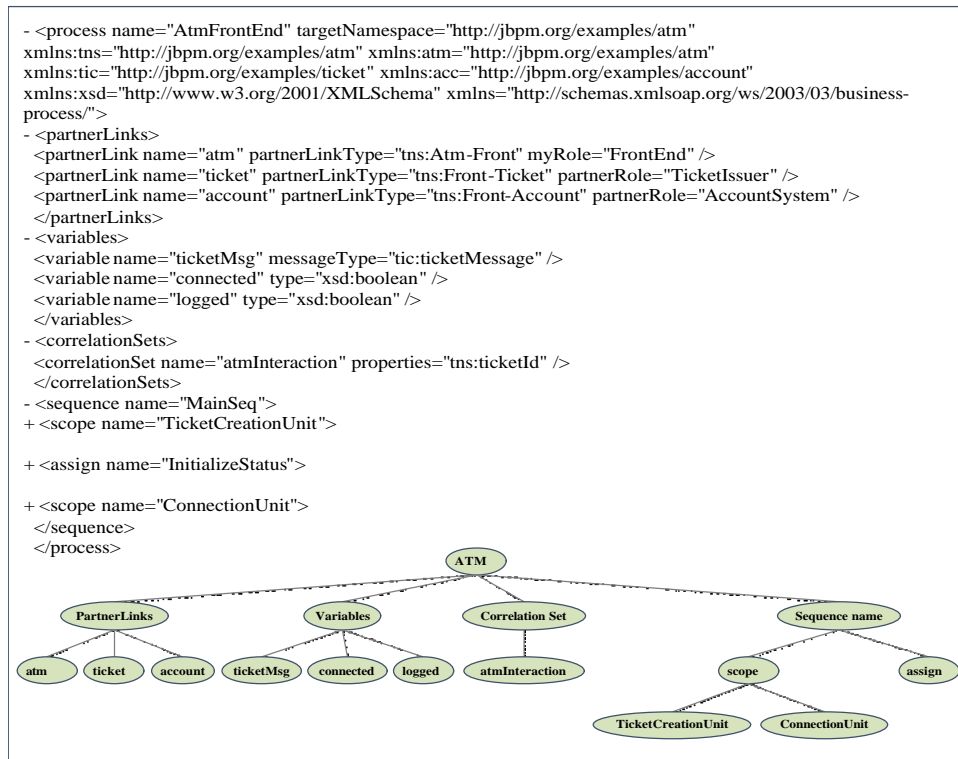 - <process name="AtmFrontEnd" targetNamespace="http://jbpm.org/examples/atm"
xmlns:tns="http://jbpm.org/examples/atm" xmlns:atm="http://jbpm.org/examples/atm"
xmlns:tic="http://jbpm.org/examples/ticket" xmlns:acc="http://jbpm.org/examples/account"
xmlns:xsd="http://www.w3.org/2001/XMLSchema" xmlns="http://schemas.xmlsoap.org/ws/2003/03/business-
process/">
- <partnerLinks>
<partnerLink name="atm" partnerLinkType="tns:Atm-Front" myRole="FrontEnd" />
<partnerLink name="ticket" partnerLinkType="tns:Front-Ticket" partnerRole="TicketIssuer" />
<partnerLink name="account" partnerLinkType="tns:Front-Account" partnerRole="AccountSystem" />
</partnerLinks>
- <variables>
<variable name="ticketMsg" messageType="tic:ticketMessage" />
<variable name="connected" type="xsd:boolean" />
<variable name="logged" type="xsd:boolean" />
</variables>
- <correlationSets>
<correlationSet name="atmInteraction" properties="tns:ticketId" />
</correlationSets>
- <sequence name="MainSeq">
+ <scope name="TicketCreationUnit">
+ <assign name="InitializeStatus">
+ <scope name="ConnectionUnit">
</sequence>
</process>
ATM
PartnerLinks Variables Correlation Set Sequence name
atm ticket account ticketMsg connected logged atmInteraction scope assign
TicketCreationUnit ConnectionUnit